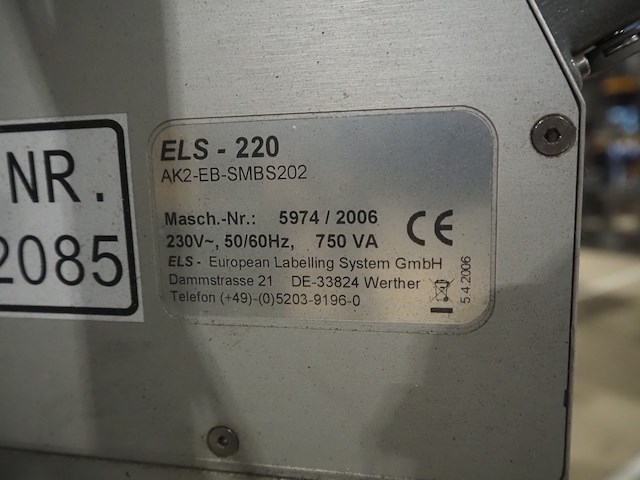 NR.
2085
ELS - 220
AK2-EB-SMBS202
Masch.-Nr.: 5974 / 2006
230V~, 50/60Hz, 750 VA
CE
ELS - European Labelling System GmbH
Dammstrasse 21 DE-33824 Werther
Telefon (+49)-(0)5203-9196-0
5.4.2006